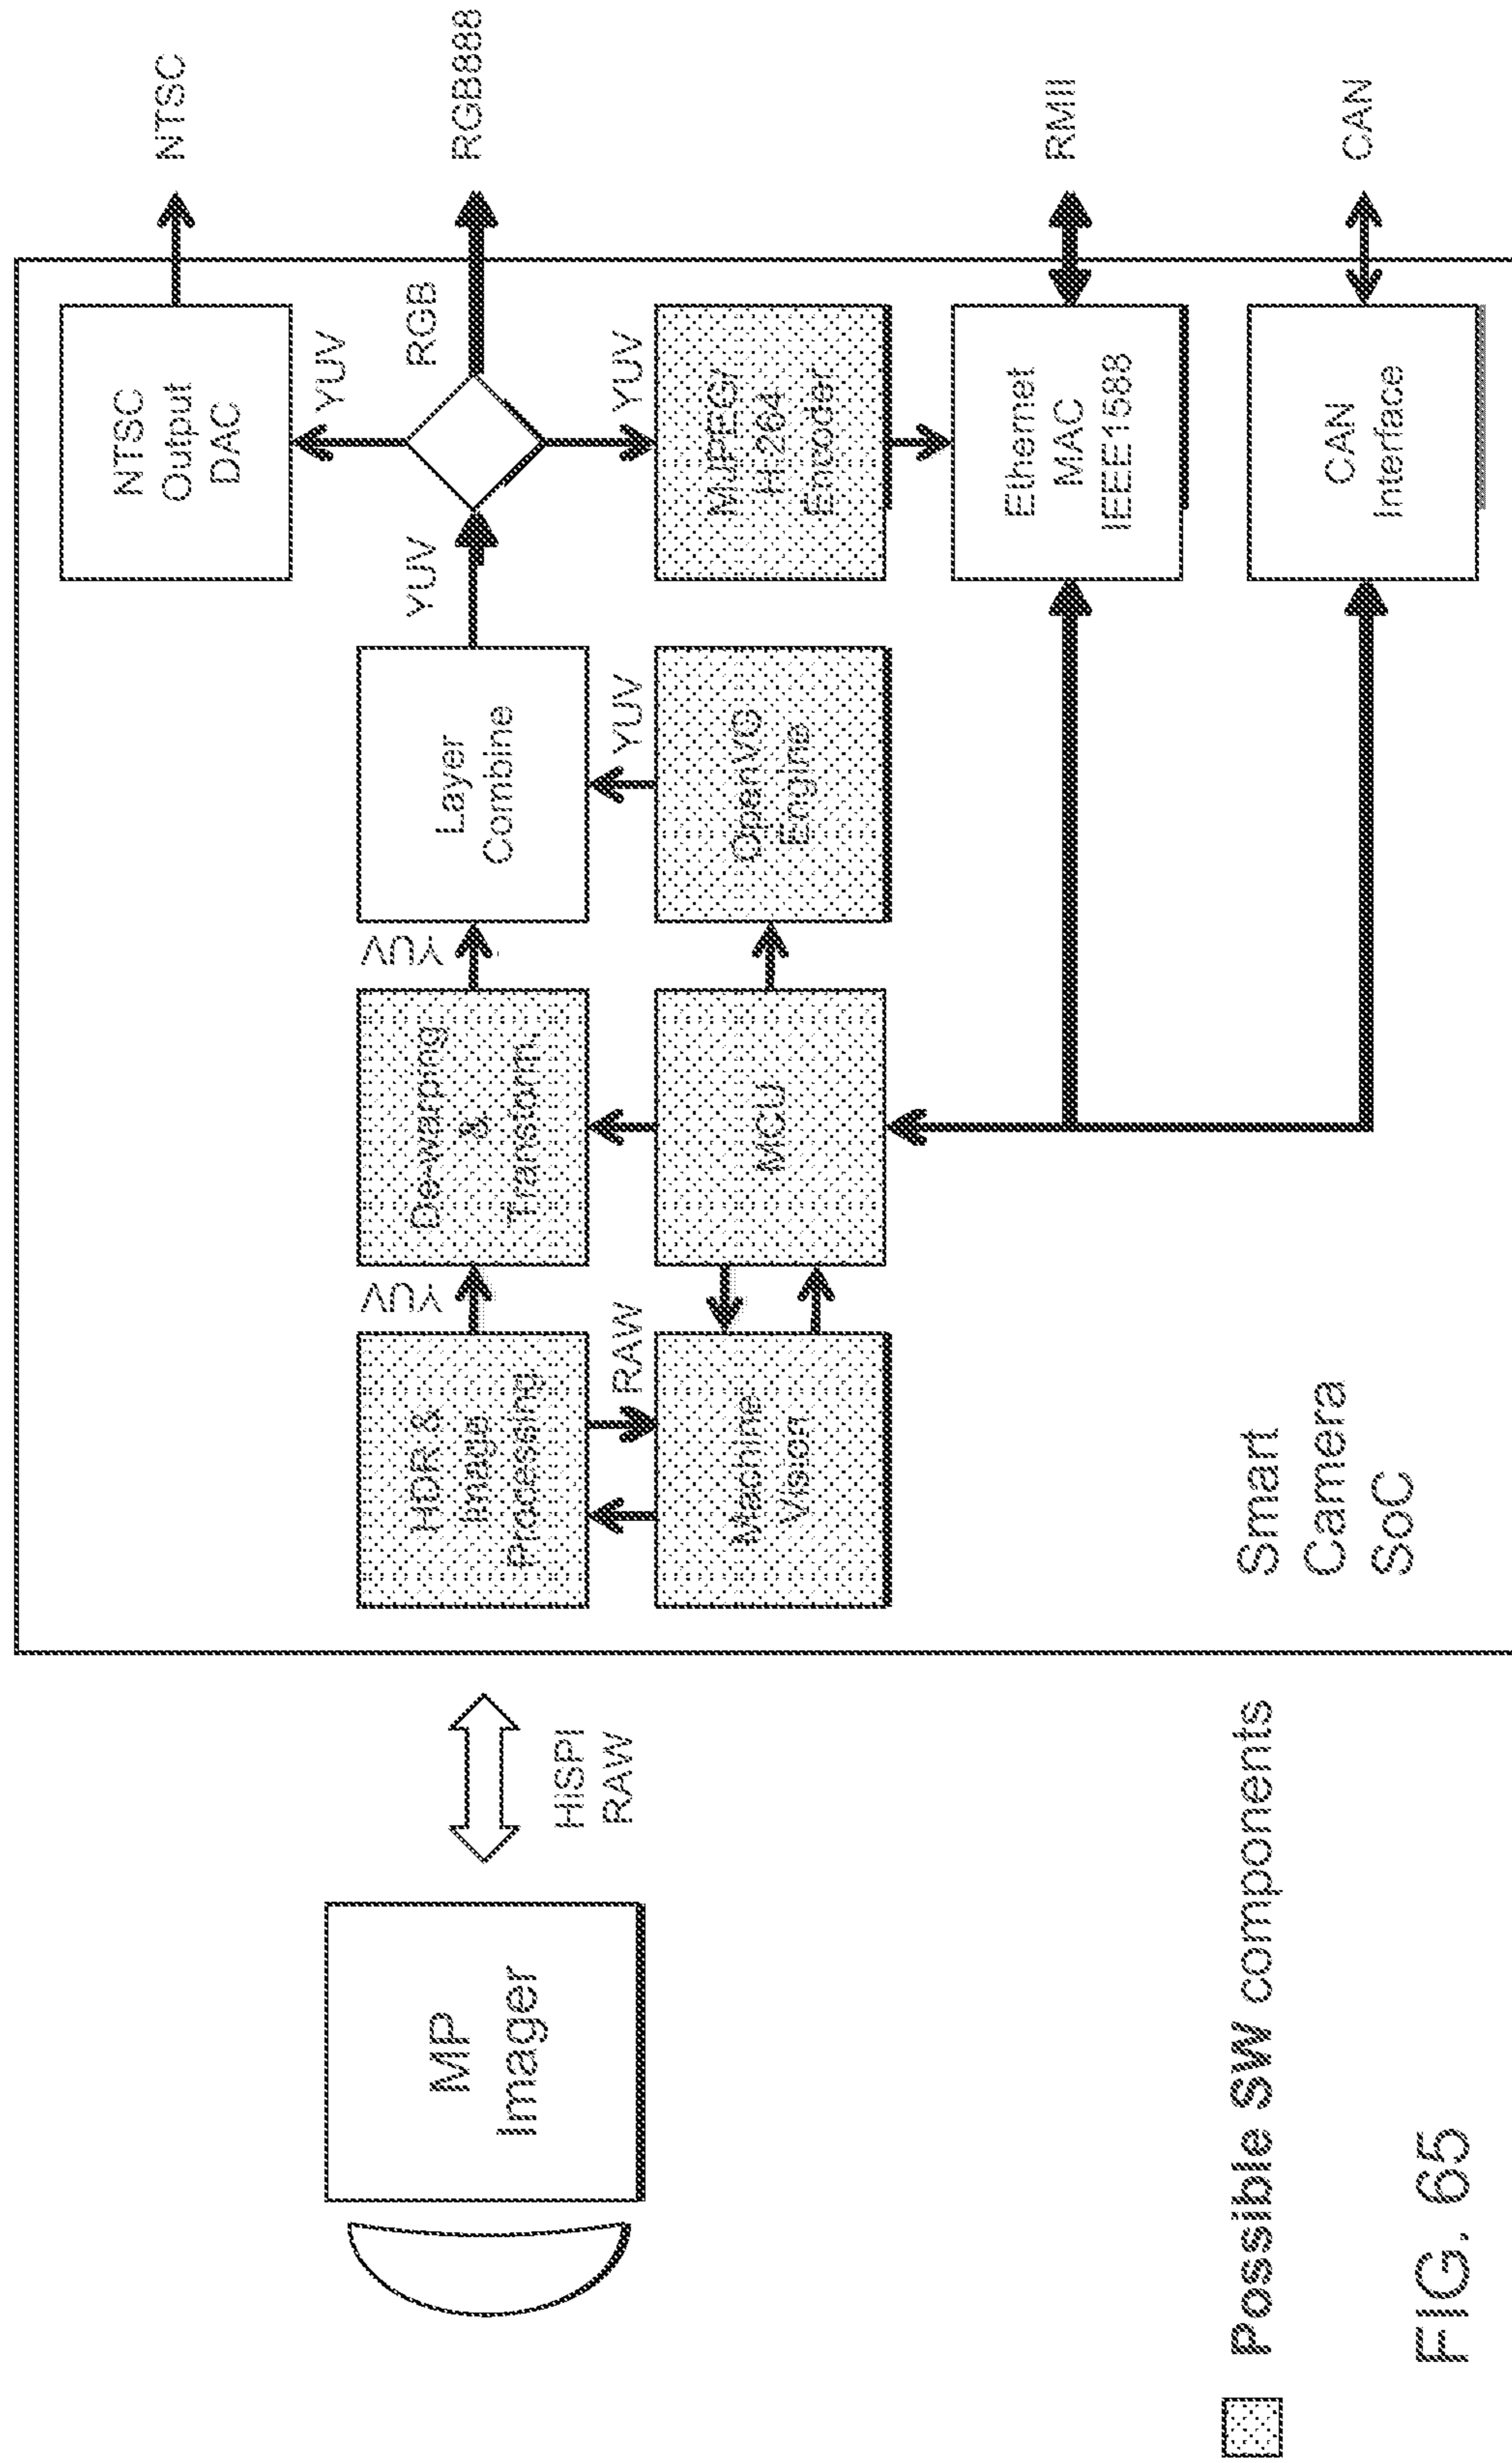 NTSC
RGB888
RMII
CAN
NTSC
Output
DAC
YUV
RGB
YUV
YUV
MJPEG/
H.264
Encoder
Ethernet
MAC
IEEE1588
CAN
Interface
Layer
Combine
YUV
OpenVG
Engine
YUV
De-warping
&
Transform.
MCU
YUV
HDR &
Image
Processing
RAW
Machine
Vision
Smart
Camera
SoC
HiSPI
RAW
MP
Imager
Possible SW components
FIG. 65